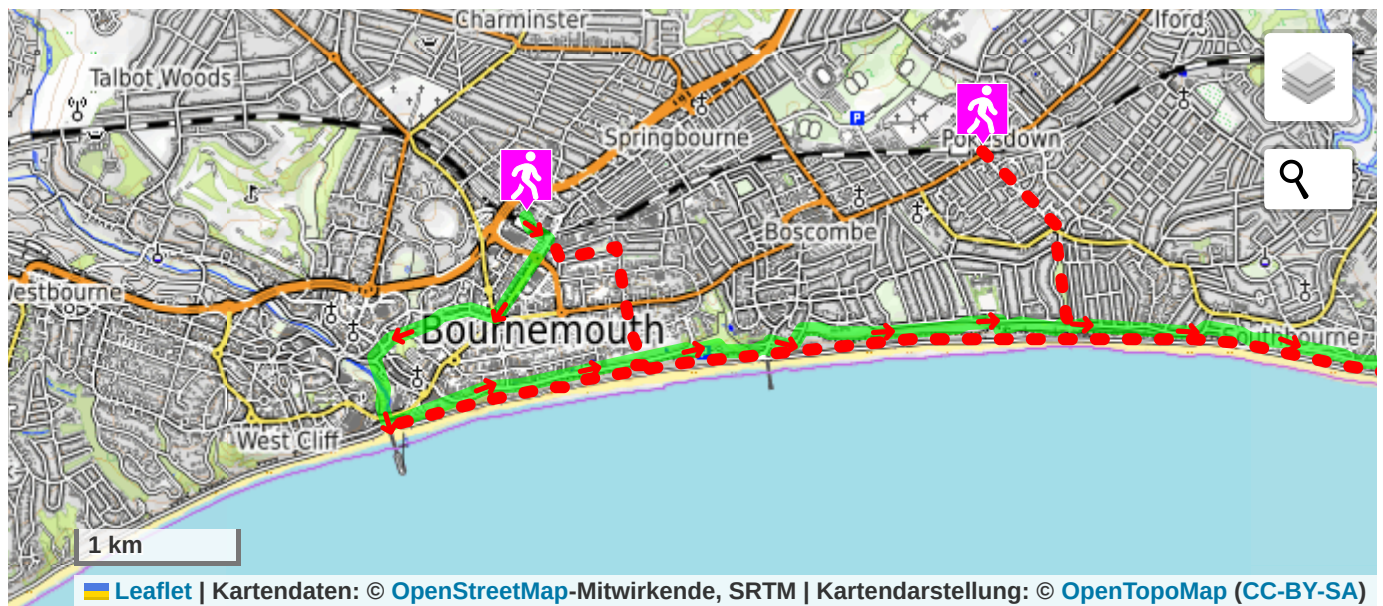 Charminster
Iford
Talbot Woods
P
Springbourne
Pokesdown
Boscombe
Westbourne
Bournemouth
Southbourne
West Cliff
1 km
Leaflet | Kartendaten: © OpenStreetMap-Mitwirkende, SRTM | Kartendarstellung: © OpenTopoMap (CC-BY-SA)